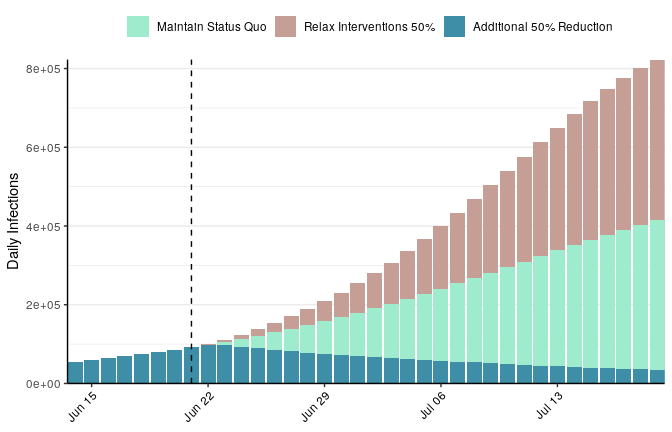 Maintain Status Quo Relax Interventions 50% Additional 50% Reduction
Daily Infections
8e+05
6e+05
4e+05
2e+05
0e+00
Jun 15
Jun 22
Jun 29
Jul 06
Jul 13